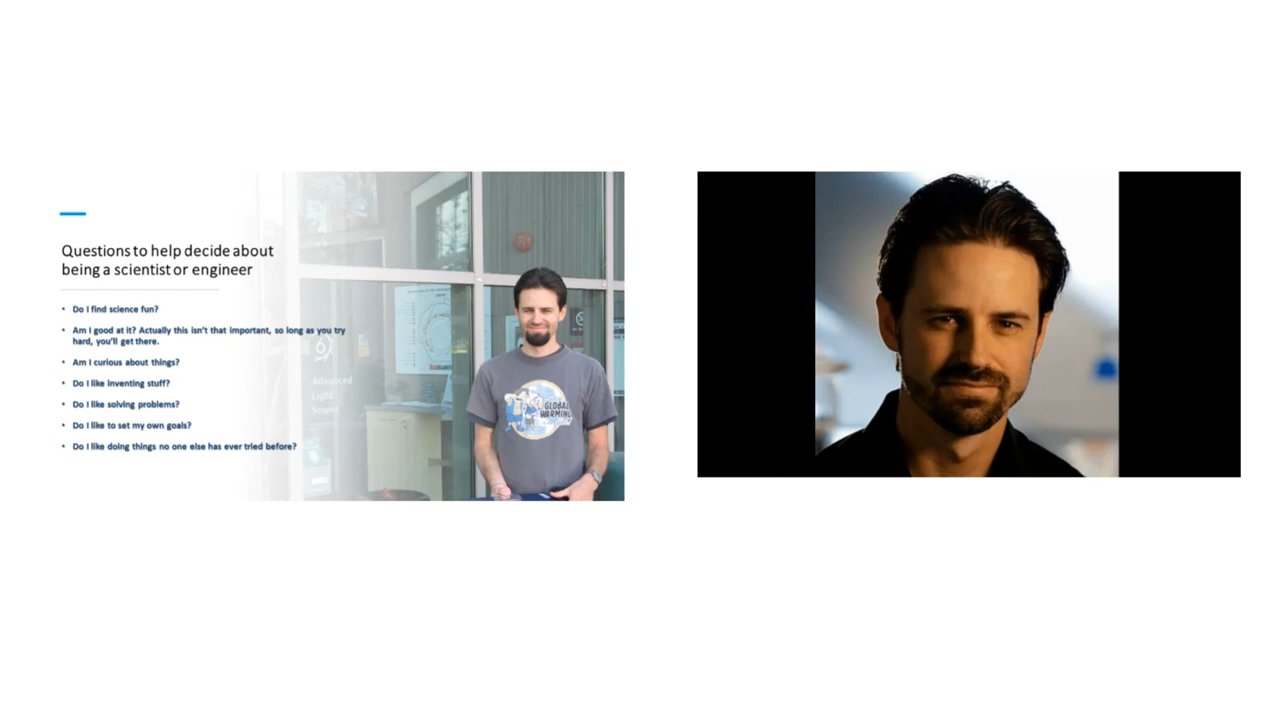 Questions to help decide about
being a scientist or engineer
• Do I find science fun?
• Am I good at it? Actually this isn't that important, so long as you try
hard, you'll get there.
• Am I curious about things?
• Do I like inventing stuff?
• Do I like solving problems?
• Do I like to set my own goals?
• Do I like doing things no one else has ever tried before?
Advanced
Light
Source
GLOBAL
WARMING